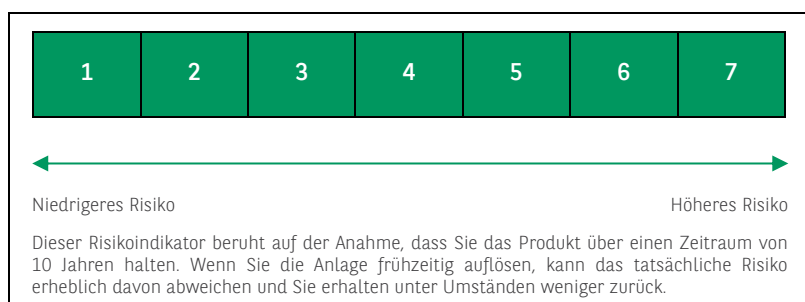 1 2 3 4 5 6 7
Niedrigeres Risiko Höheres Risiko
Dieser Risikoindikator beruht auf der Anahme, dass Sie das Produkt über einen Zeitraum von
10 Jahren halten. Wenn Sie die Anlage frühzeitig auflösen, kann das tatsächliche Risiko
erheblich davon abweichen und Sie erhalten unter Umständen weniger zurück.